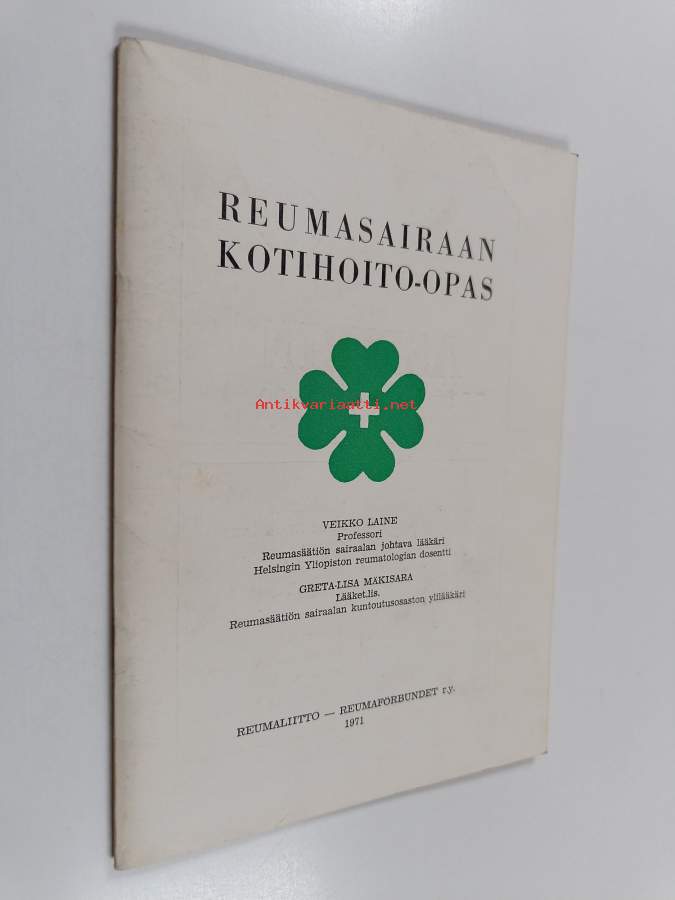 REUMASAIRAAN
KOTIHOITO-OPAS
Antikvariaatti.net
VEIKKO LAINE
Professori
Reumasäätiön sairaalan johtava lääkäri
Helsingin Yliopiston reumatologian dosentti
GRETA-LISA MÄKISARA
Lääket.lis.
Reumasäätiön sairaalan kuntoutusosaston ylilääkäri
REUMALIITTO — REUMAFÖRBUNDET r.y.
1971